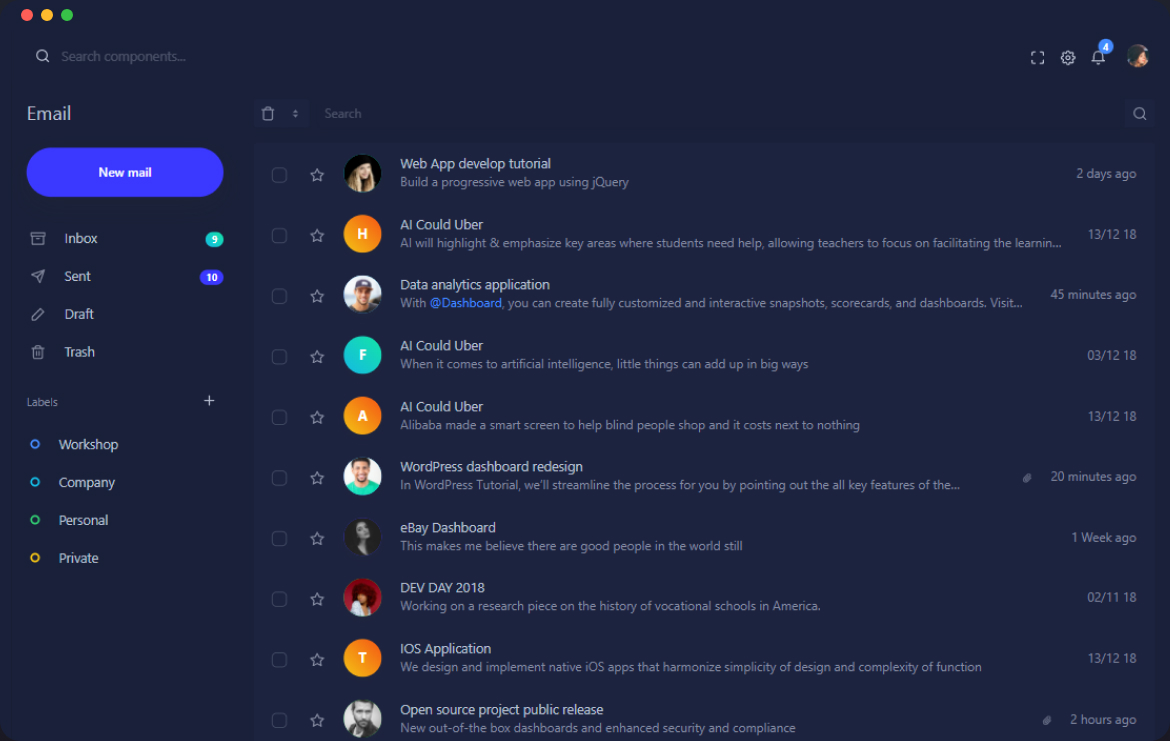 Search components...
4
Email
Search
New mail
Inbox 9
Sent 10
Draft
Trash
Labels +
Workshop
Company
Personal
Private
Web App develop tutorial
Build a progressive web app using jQuery
2 days ago
H
AI Could Uber
AI will highlight & emphasize key areas where students need help, allowing teachers to focus on facilitating the learnin...
13/12 18
Data analytics application
With @Dashboard, you can create fully customized and interactive snapshots, scorecards, and dashboards. Visit...
45 minutes ago
F
AI Could Uber
When it comes to artificial intelligence, little things can add up in big ways
03/12 18
A
AI Could Uber
Alibaba made a smart screen to help blind people shop and it costs next to nothing
13/12 18
WordPress dashboard redesign
In WordPress Tutorial, we'll streamline the process for you by pointing out the all key features of the...
20 minutes ago
eBay Dashboard
This makes me believe there are good people in the world still
1 Week ago
DEV DAY 2018
Working on a research piece on the history of vocational schools in America.
02/11 18
T
IOS Application
We design and implement native iOS apps that harmonize simplicity of design and complexity of function
13/12 18
Open source project public release
New out-of-the box dashboards and enhanced security and compliance
2 hours ago